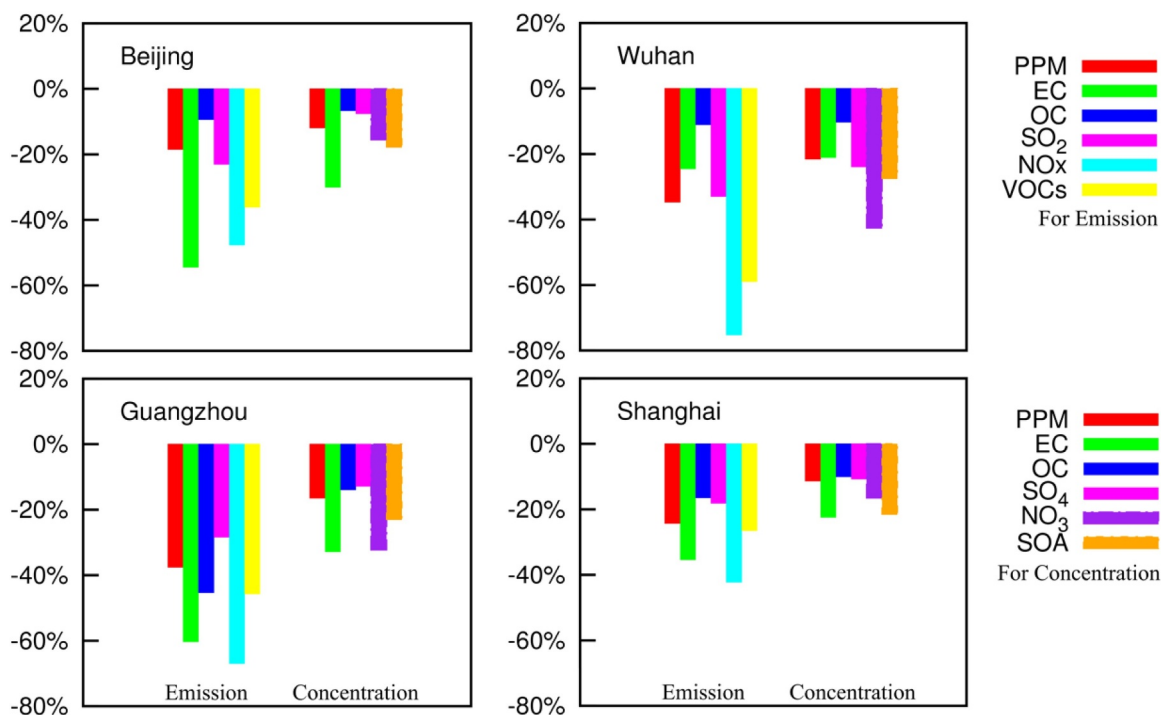 20%
0%
-20%
-40%
-60%
-80%
Beijing
20%
0%
-20%
-40%
-60%
-80%
Wuhan
PPM
EC
OC
SO2
NOx
VOCs
For Emission
20%
0%
-20%
-40%
-60%
-80%
Guangzhou
Emission Concentration
20%
0%
-20%
-40%
-60%
-80%
Shanghai
Emission Concentration
PPM
EC
OC
SO4
NO3
SOA
For Concentration